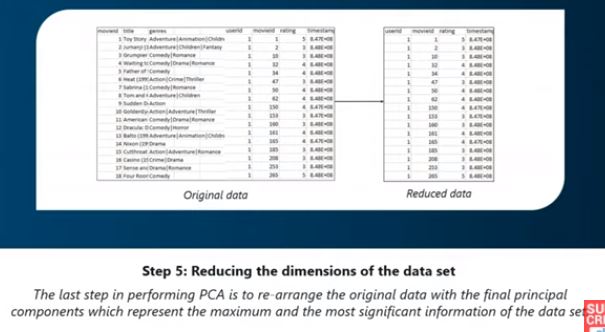 movieId title genres userId movieId rating timestamp
1 Toy Story Adventure|Animation|Childre 1 1 5 8.47E+08
2 Jumanji (1 Adventure|Children|Fantasy 1 2 3 8.48E+08
3 Grumpier Comedy|Romance 1 10 3 8.48E+08
4 Waiting to Comedy|Drama|Romance 1 32 4 8.48E+08
5 Father of Comedy 1 34 4 8.48E+08
6 Heat (199 Action|Crime|Thriller 1 47 3 8.48E+08
7 Sabrina (1 Comedy|Romance 1 50 4 8.48E+08
8 Tom and Adventure|Children 1 62 4 8.48E+08
9 Sudden D Action 1 150 4 8.47E+08
10 GoldenEye Action|Adventure|Thriller 1 153 3 8.47E+08
11 American Comedy|Drama|Romance 1 160 3 8.48E+08
12 Dracula: D Comedy|Horror 1 161 4 8.48E+08
13 Balto (199 Adventure|Animation|Childre 1 165 4 8.47E+08
14 Nixon (19 Drama 1 185 3 8.48E+08
15 Cutthroat Action|Adventure|Romance 1 208 3 8.48E+08
16 Casino (19 Crime|Drama 1 253 3 8.48E+08
17 Sense and Drama|Romance 1 265 5 8.48E+08
18 Four Roor Comedy
userId movieId rating timestamp
1 1 5 8.47E+08
1 2 3 8.48E+08
1 10 3 8.48E+08
1 32 4 8.48E+08
1 34 4 8.48E+08
1 47 3 8.48E+08
1 50 4 8.48E+08
1 62 4 8.48E+08
1 150 4 8.47E+08
1 153 3 8.47E+08
1 160 3 8.48E+08
1 161 4 8.48E+08
1 165 4 8.47E+08
1 185 3 8.48E+08
1 208 3 8.48E+08
1 253 3 8.48E+08
1 265 5 8.48E+08
Original data
Reduced data
Step 5: Reducing the dimensions of the data set
The last step in performing PCA is to re-arrange the original data with the final principal
components which represent the maximum and the most significant information of the data set
SU
CRI